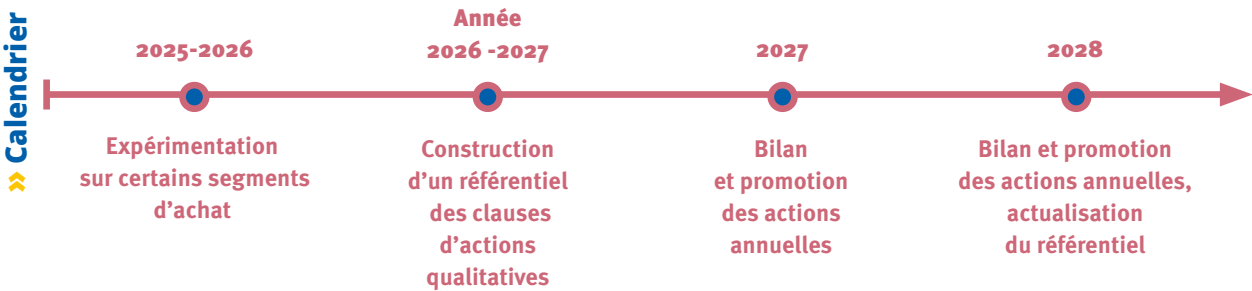 » Calendrier
2025-2026
Expérimentation
sur certains segments
d’achat
Année
2026 -2027
Construction
d’un référentiel
des clauses
d’actions
qualitatives
2027
Bilan
et promotion
des actions
annuelles
2028
Bilan et promotion
des actions annuelles,
actualisation
du référentiel